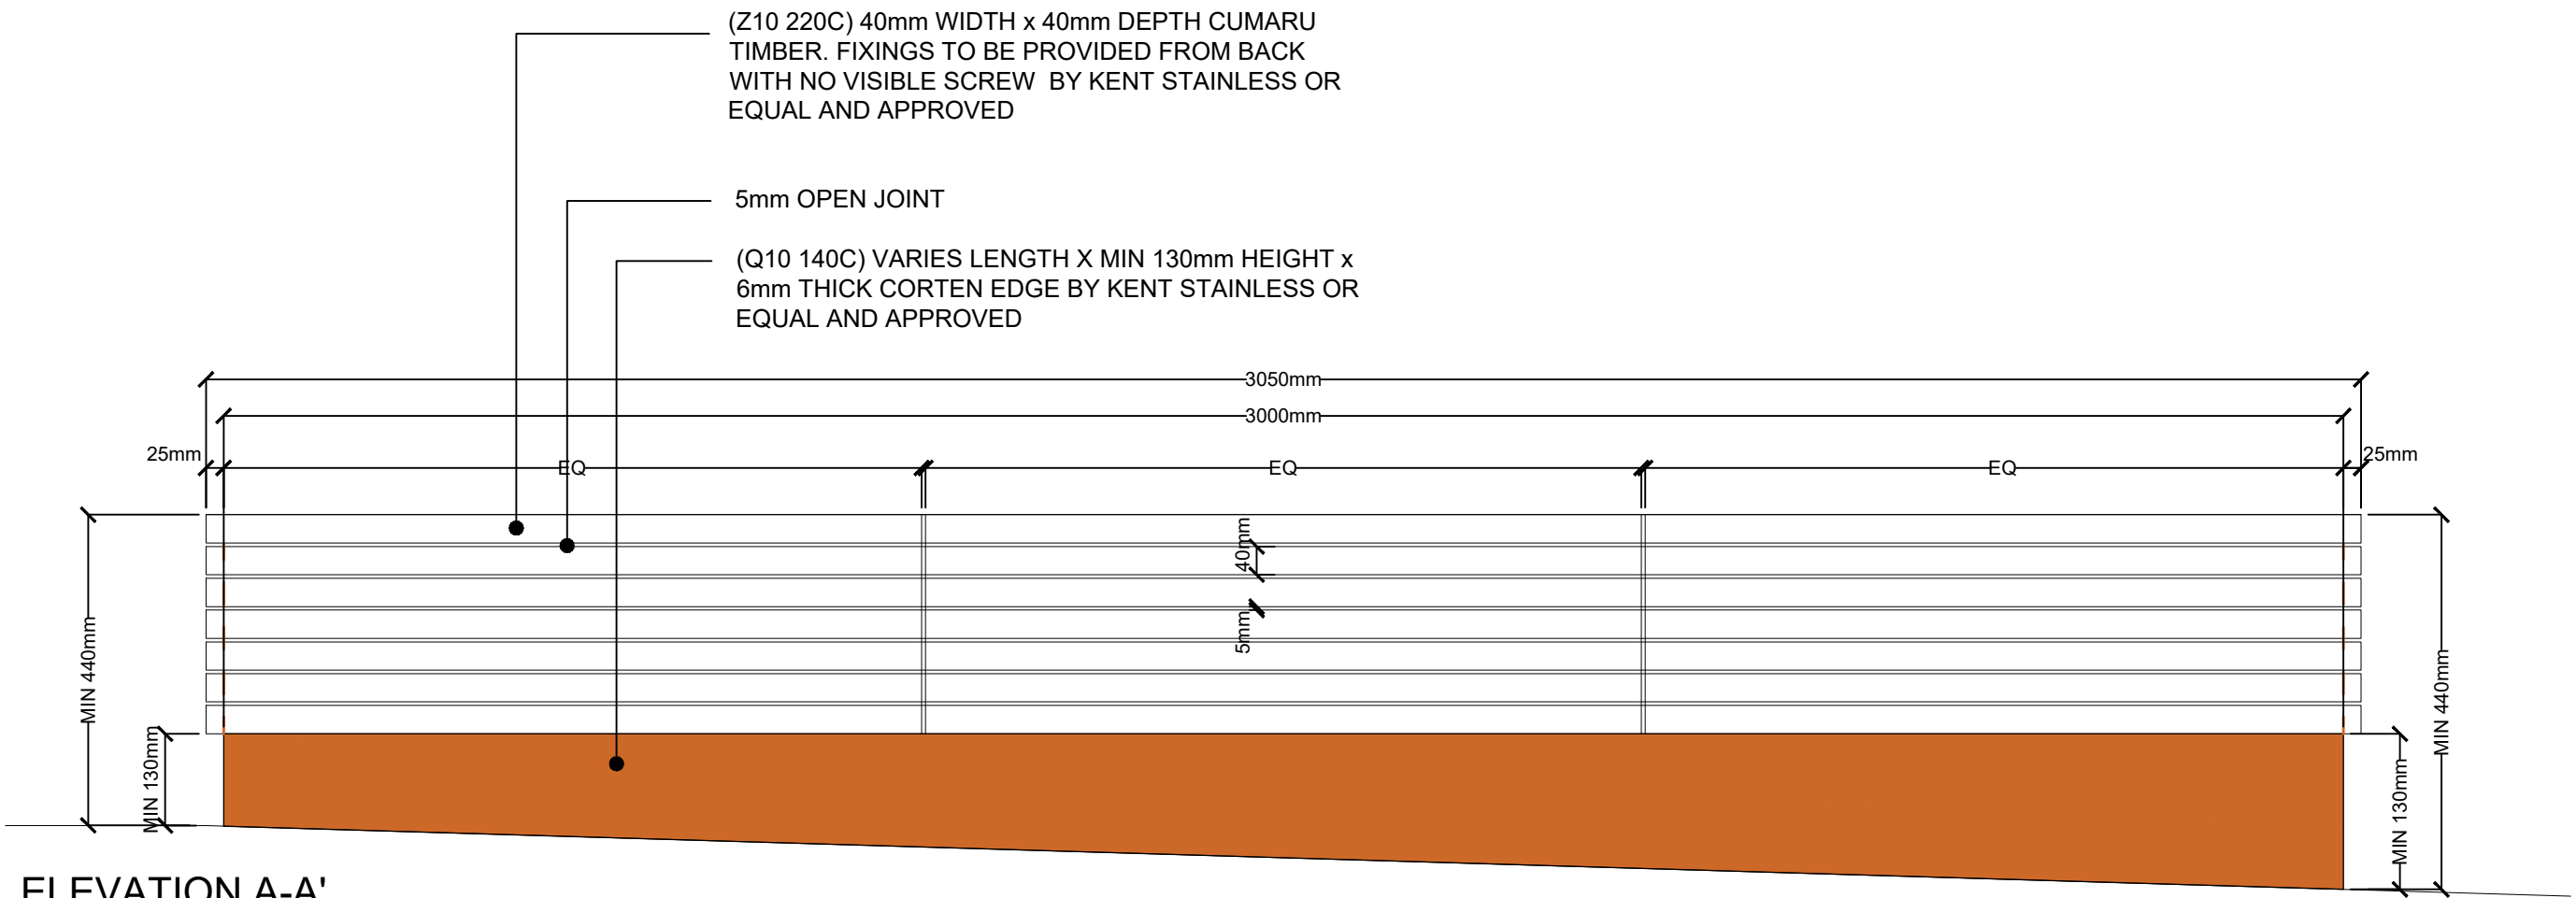 (Z10 220C) 40mm WIDTH x 40mm DEPTH CUMARU
TIMBER. FIXINGS TO BE PROVIDED FROM BACK
WITH NO VISIBLE SCREW BY KENT STAINLESS OR
EQUAL AND APPROVED
5mm OPEN JOINT
(Q10 140C) VARIES LENGTH X MIN 130mm HEIGHT x
6mm THICK CORTEN EDGE BY KENT STAINLESS OR
EQUAL AND APPROVED
3050mm
3000mm
25mm
EQ
EQ
EQ
25mm
40mm
5mm
MIN 440mm
MIN 130mm
MIN 440mm
MIN 130mm
ELEVATION A-A'